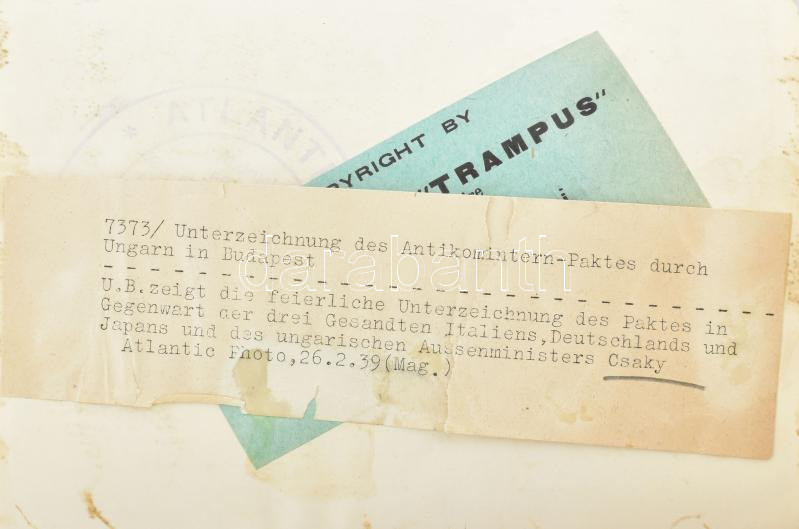 * ATLANT
PYRIGHT BY
"TRAMPUS"
7373/ Unterzeichnung des Antikomintern-Paktes durch
Ungarn in Budapest
- - - - - - - - - - - - - - - - - - - - - - - - - - - - -
U.B.zeigt die feierliche Unterzeichnung des Paktes in
Gegenwart der drei Gesandten Italiens,Deutschlands und
Japans und des ungarischen Aussenministers Csaky
Atlantic Photo,26.2.39(Mag.)
darabanth